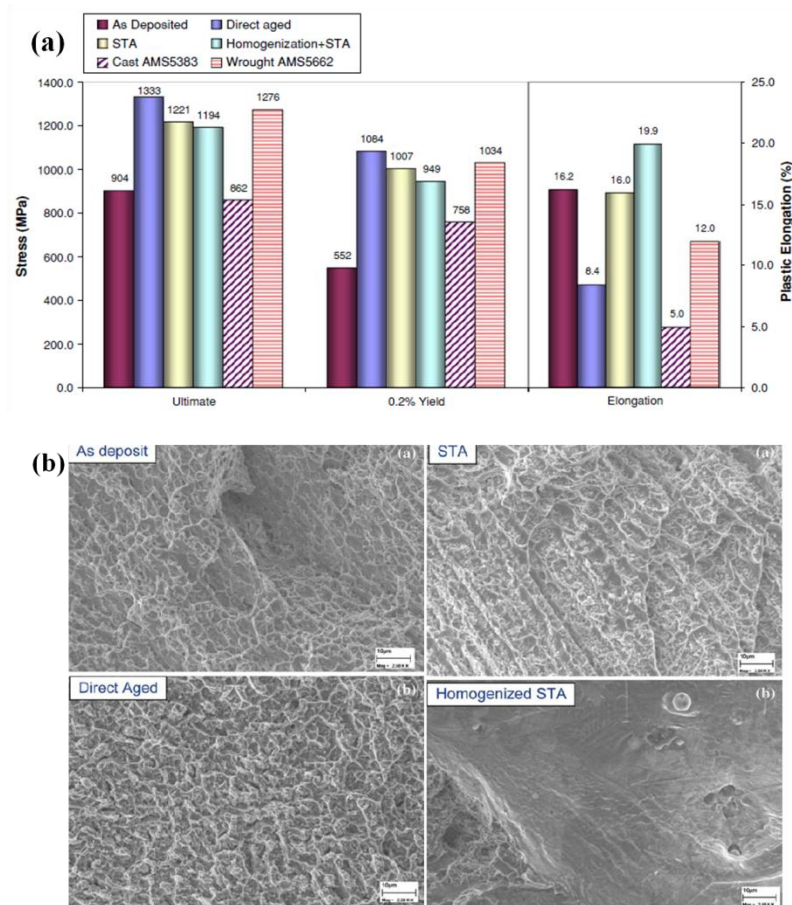 (a)
As Deposited Direct aged
STA Homogenization+STA
Cast AMS5383 Wrought AMS5662
Stress (MPa)
1400.0
1200.0
1000.0
800.0
600.0
400.0
200.0
0.0
904 1333 1221 1194 862 1276
552 1084 1007 949 758 1034
16.2 8.4 16.0 19.9 5.0 12.0
25.0
20.0
15.0
10.0
5.0
0.0
Plastic Elongation (%)
Ultimate 0.2% Yield Elongation
(b)
As deposit (a)
10µm
STA (a)
10µm
Direct Aged (b)
10µm
Homogenized STA (b)
10µm